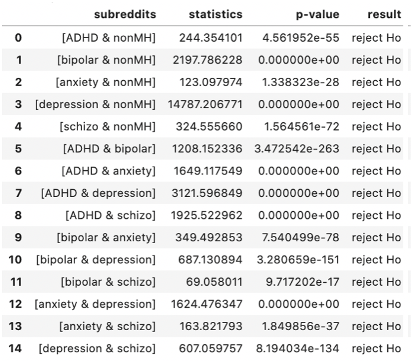 subreddits statistics p-value result
0 [ADHD & nonMH] 244.354101 4.561952e-55 reject Ho
1 [bipolar & nonMH] 2197.786228 0.000000e+00 reject Ho
2 [anxiety & nonMH] 123.097974 1.338323e-28 reject Ho
3 [depression & nonMH] 14787.206771 0.000000e+00 reject Ho
4 [schizo & nonMH] 324.555660 1.564561e-72 reject Ho
5 [ADHD & bipolar] 1208.152336 3.472542e-263 reject Ho
6 [ADHD & anxiety] 1649.117549 0.000000e+00 reject Ho
7 [ADHD & depression] 3121.596849 0.000000e+00 reject Ho
8 [ADHD & schizo] 1925.522962 0.000000e+00 reject Ho
9 [bipolar & anxiety] 349.492853 7.540499e-78 reject Ho
10 [bipolar & depression] 687.130894 3.280659e-151 reject Ho
11 [bipolar & schizo] 69.058011 9.717202e-17 reject Ho
12 [anxiety & depression] 1624.476347 0.000000e+00 reject Ho
13 [anxiety & schizo] 163.821793 1.849856e-37 reject Ho
14 [depression & schizo] 607.059757 8.194034e-134 reject Ho